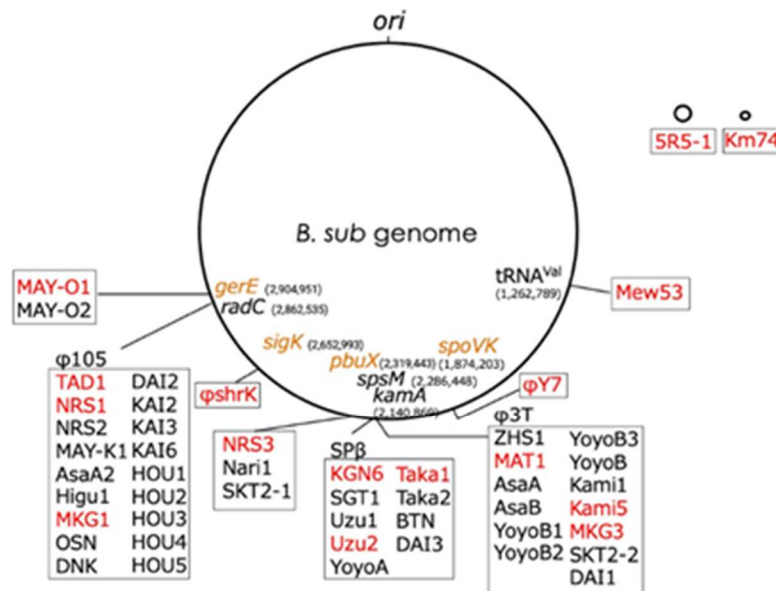 ori
5R5-1 Km74
B. sub genome
tRNAVal
(1,262,789)
Mew53
MAY-O1
MAY-O2
gerE (2,904,951)
radC (2,862,535)
sigK (2,652,993)
pbuX (2,319,443)
spoVK
(1,874,203)
spsM (2,286,448)
kamA
(2,140,869)
φshrK
φY7
φ105
TAD1 DAI2
NRS1 KAI2
NRS2 KAI3
MAY-K1 KAI6
AsaA2 HOU1
Higu1 HOU2
MKG1 HOU3
OSN HOU4
DNK HOU5
NRS3
Nari1
SKT2-1
SPβ
KGN6 Taka1
SGT1 Taka2
Uzu1 BTN
Uzu2 DAI3
YoyoA
φ3T
ZHS1 YoyoB3
MAT1 YoyoB
AsaA Kami1
AsaB Kami5
YoyoB1 MKG3
YoyoB2 SKT2-2
DAI1